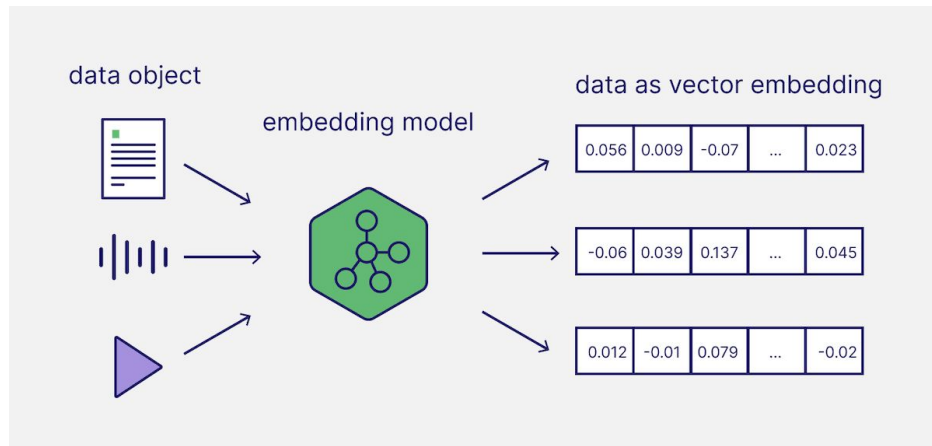 data object
embedding model
data as vector embedding
0.056 0.009 -0.07 ... 0.023
-0.06 0.039 0.137 ... 0.045
0.012 -0.01 0.079 ... -0.02